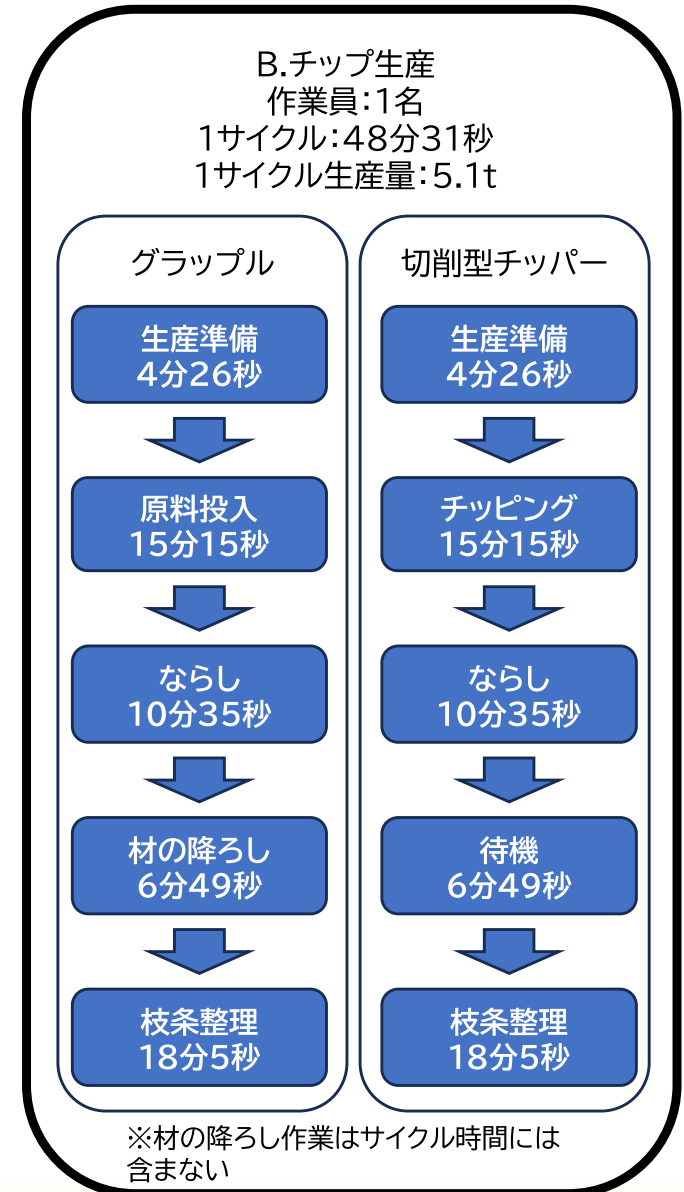 B.チップ生産
作業員：1名
1サイクル：48分31秒
1サイクル生産量：5.1t
グラップル
生産準備
4分26秒
原料投入
15分15秒
ならし
10分35秒
材の降ろし
6分49秒
枝条整理
18分5秒
切削型チッパー
生産準備
4分26秒
チッピング
15分15秒
ならし
10分35秒
待機
6分49秒
枝条整理
18分5秒
※材の降ろし作業はサイクル時間には
含まない